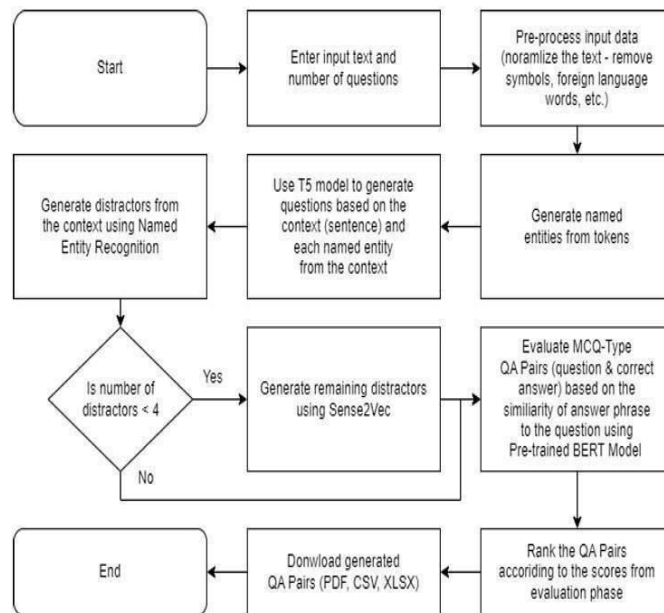 Start
Enter input text and
number of questions
Pre-process input data
(noramlize the text - remove
symbols, foreign language
words, etc.)
Generate named
entities from tokens
Use T5 model to generate
questions based on the
context (sentence) and
each named entity
from the context
Generate distractors from
the context using Named
Entity Recognition
Is number of
distractors < 4
Yes
No
Generate remaining distractors
using Sense2Vec
Evaluate MCQ-Type
QA Pairs (question & correct
answer) based on the
similiarity of answer phrase
to the question using
Pre-trained BERT Model
Rank the QA Pairs
accoriding to the scores from
evaluation phase
Donwload generated
QA Pairs (PDF, CSV, XLSX)
End